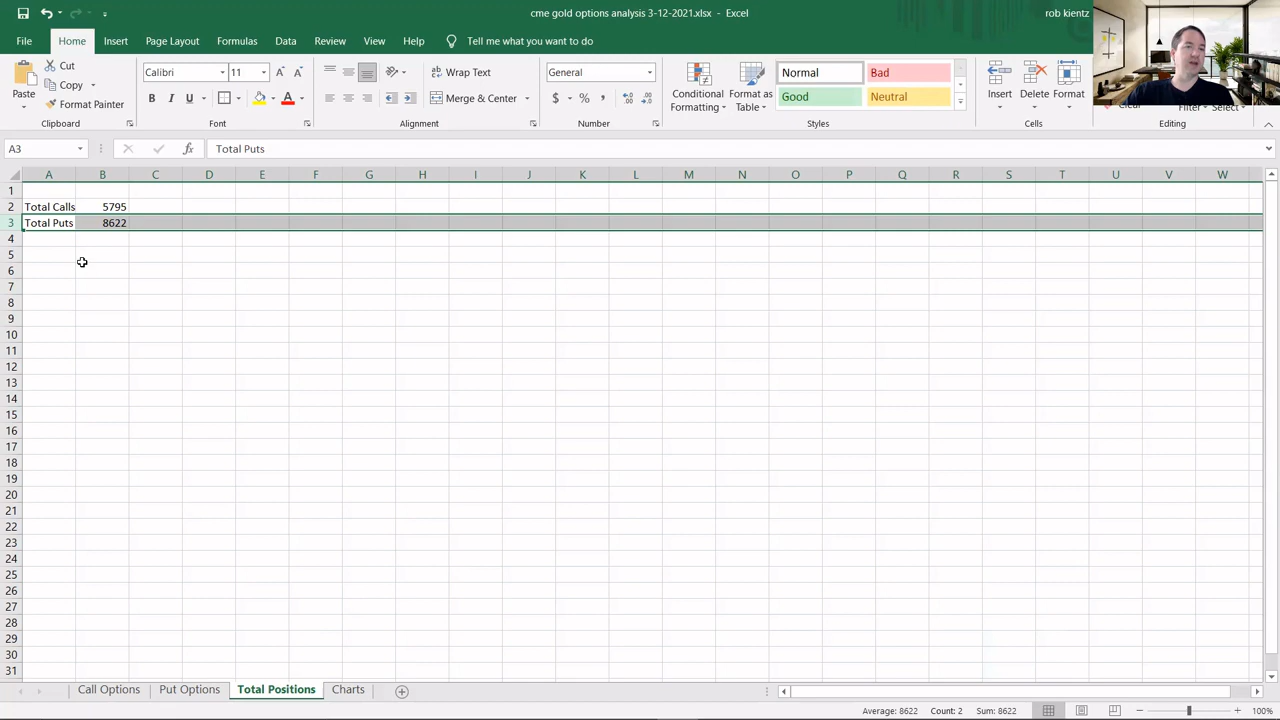 cme gold options analysis 3-12-2021.xlsx - Excel
rob kientz
File Home Insert Page Layout Formulas Data Review View Help Tell me what you want to do
Paste
Cut
Copy
Format Painter
Clipboard
Calibri 11
B I U
Font
Wrap Text
Merge & Center
Alignment
General
$ % ,
Number
Conditional Formatting
Format as Table
Normal Bad
Good Neutral
Styles
Insert Delete Format
Cells
Clear
Filter Select
Editing
A3 fx Total Puts
A B C D E F G H I J K L M N O P Q R S T U V W
1
2 Total Calls 5795
3 Total Puts 8622
4
5
6
7
8
9
10
11
12
13
14
15
16
17
18
19
20
21
22
23
24
25
26
27
28
29
30
31
Call Options Put Options Total Positions Charts
Average: 8622 Count: 2 Sum: 8622 100%